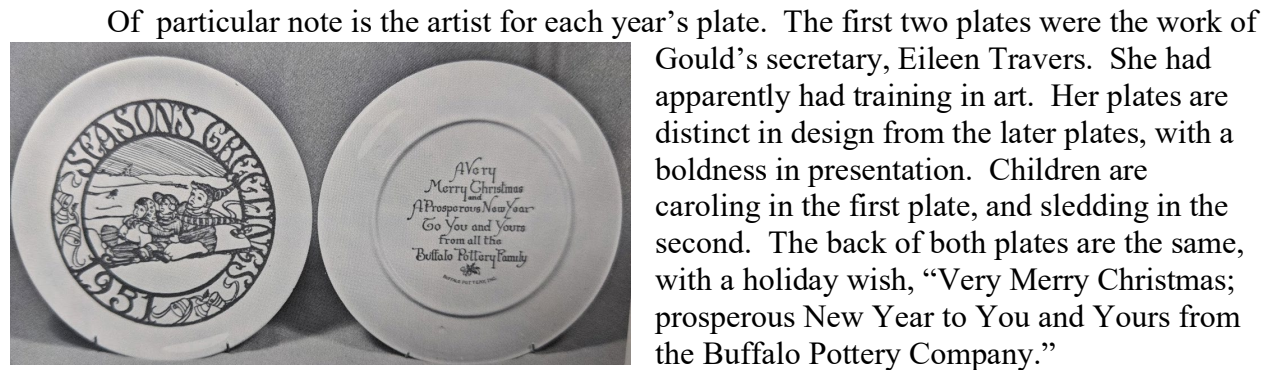 Of particular note is the artist for each year’s plate. The first two plates were the work of
Gould’s secretary, Eileen Travers. She had
apparently had training in art. Her plates are
distinct in design from the later plates, with a
boldness in presentation. Children are
caroling in the first plate, and sledding in the
second. The back of both plates are the same,
with a holiday wish, “Very Merry Christmas;
prosperous New Year to You and Yours from
the Buffalo Pottery Company.”
SEASON'S GREETINGS
1951
A Very
Merry Christmas
and
A Prosperous New Year
To You and Yours
From all the
Buffalo Pottery Family
BUFFALO POTTERY, INC.